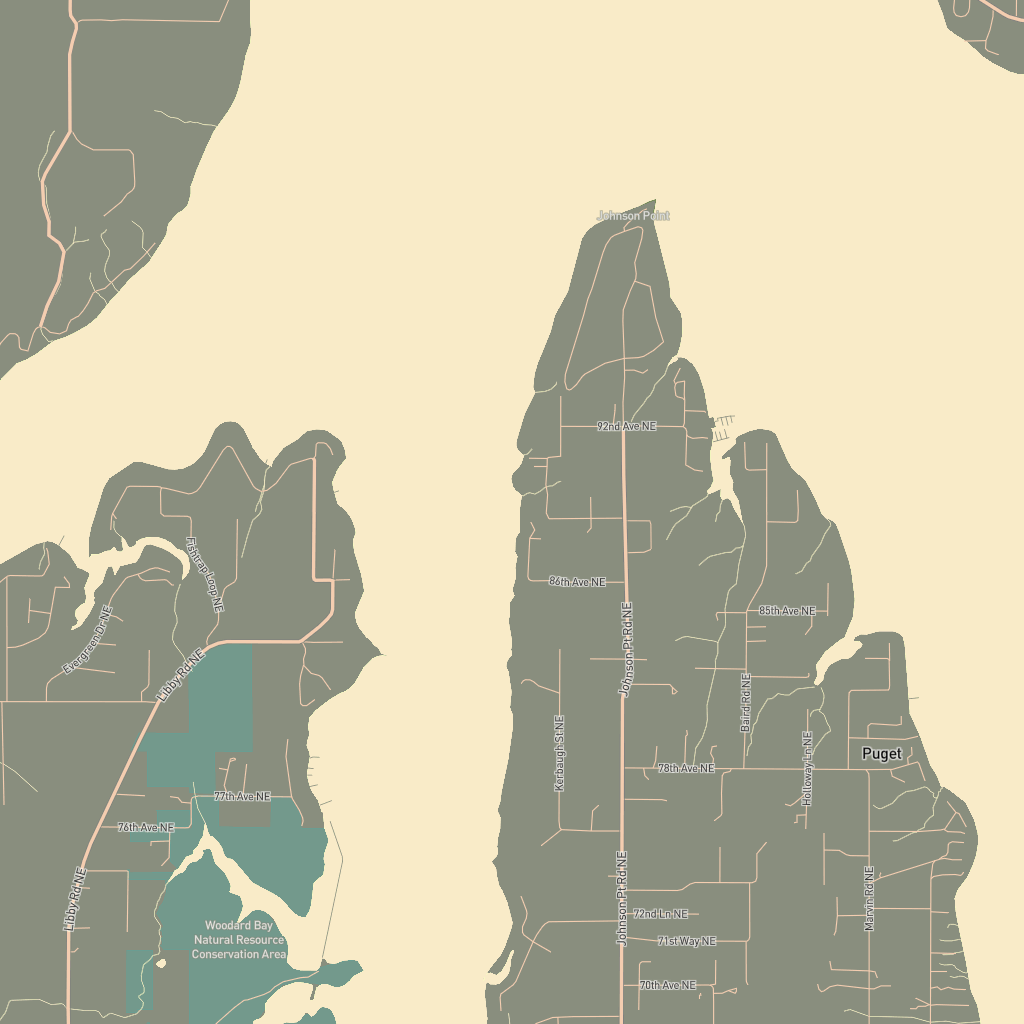 Johnson Point
92nd Ave NE
Fishtrap Loop NE
86th Ave NE
85th Ave NE
Evergreen Dr NE
Johnson Pt Rd NE
Libby Rd NE
Baird Rd NE
Kerbaugh St NE
Puget
78th Ave NE
Holloway Ln NE
77th Ave NE
76th Ave NE
Libby Rd NE
Johnson Pt Rd NE
Marvin Rd NE
72nd Ln NE
Woodard Bay
Natural Resource
Conservation Area
71st Way NE
70th Ave NE